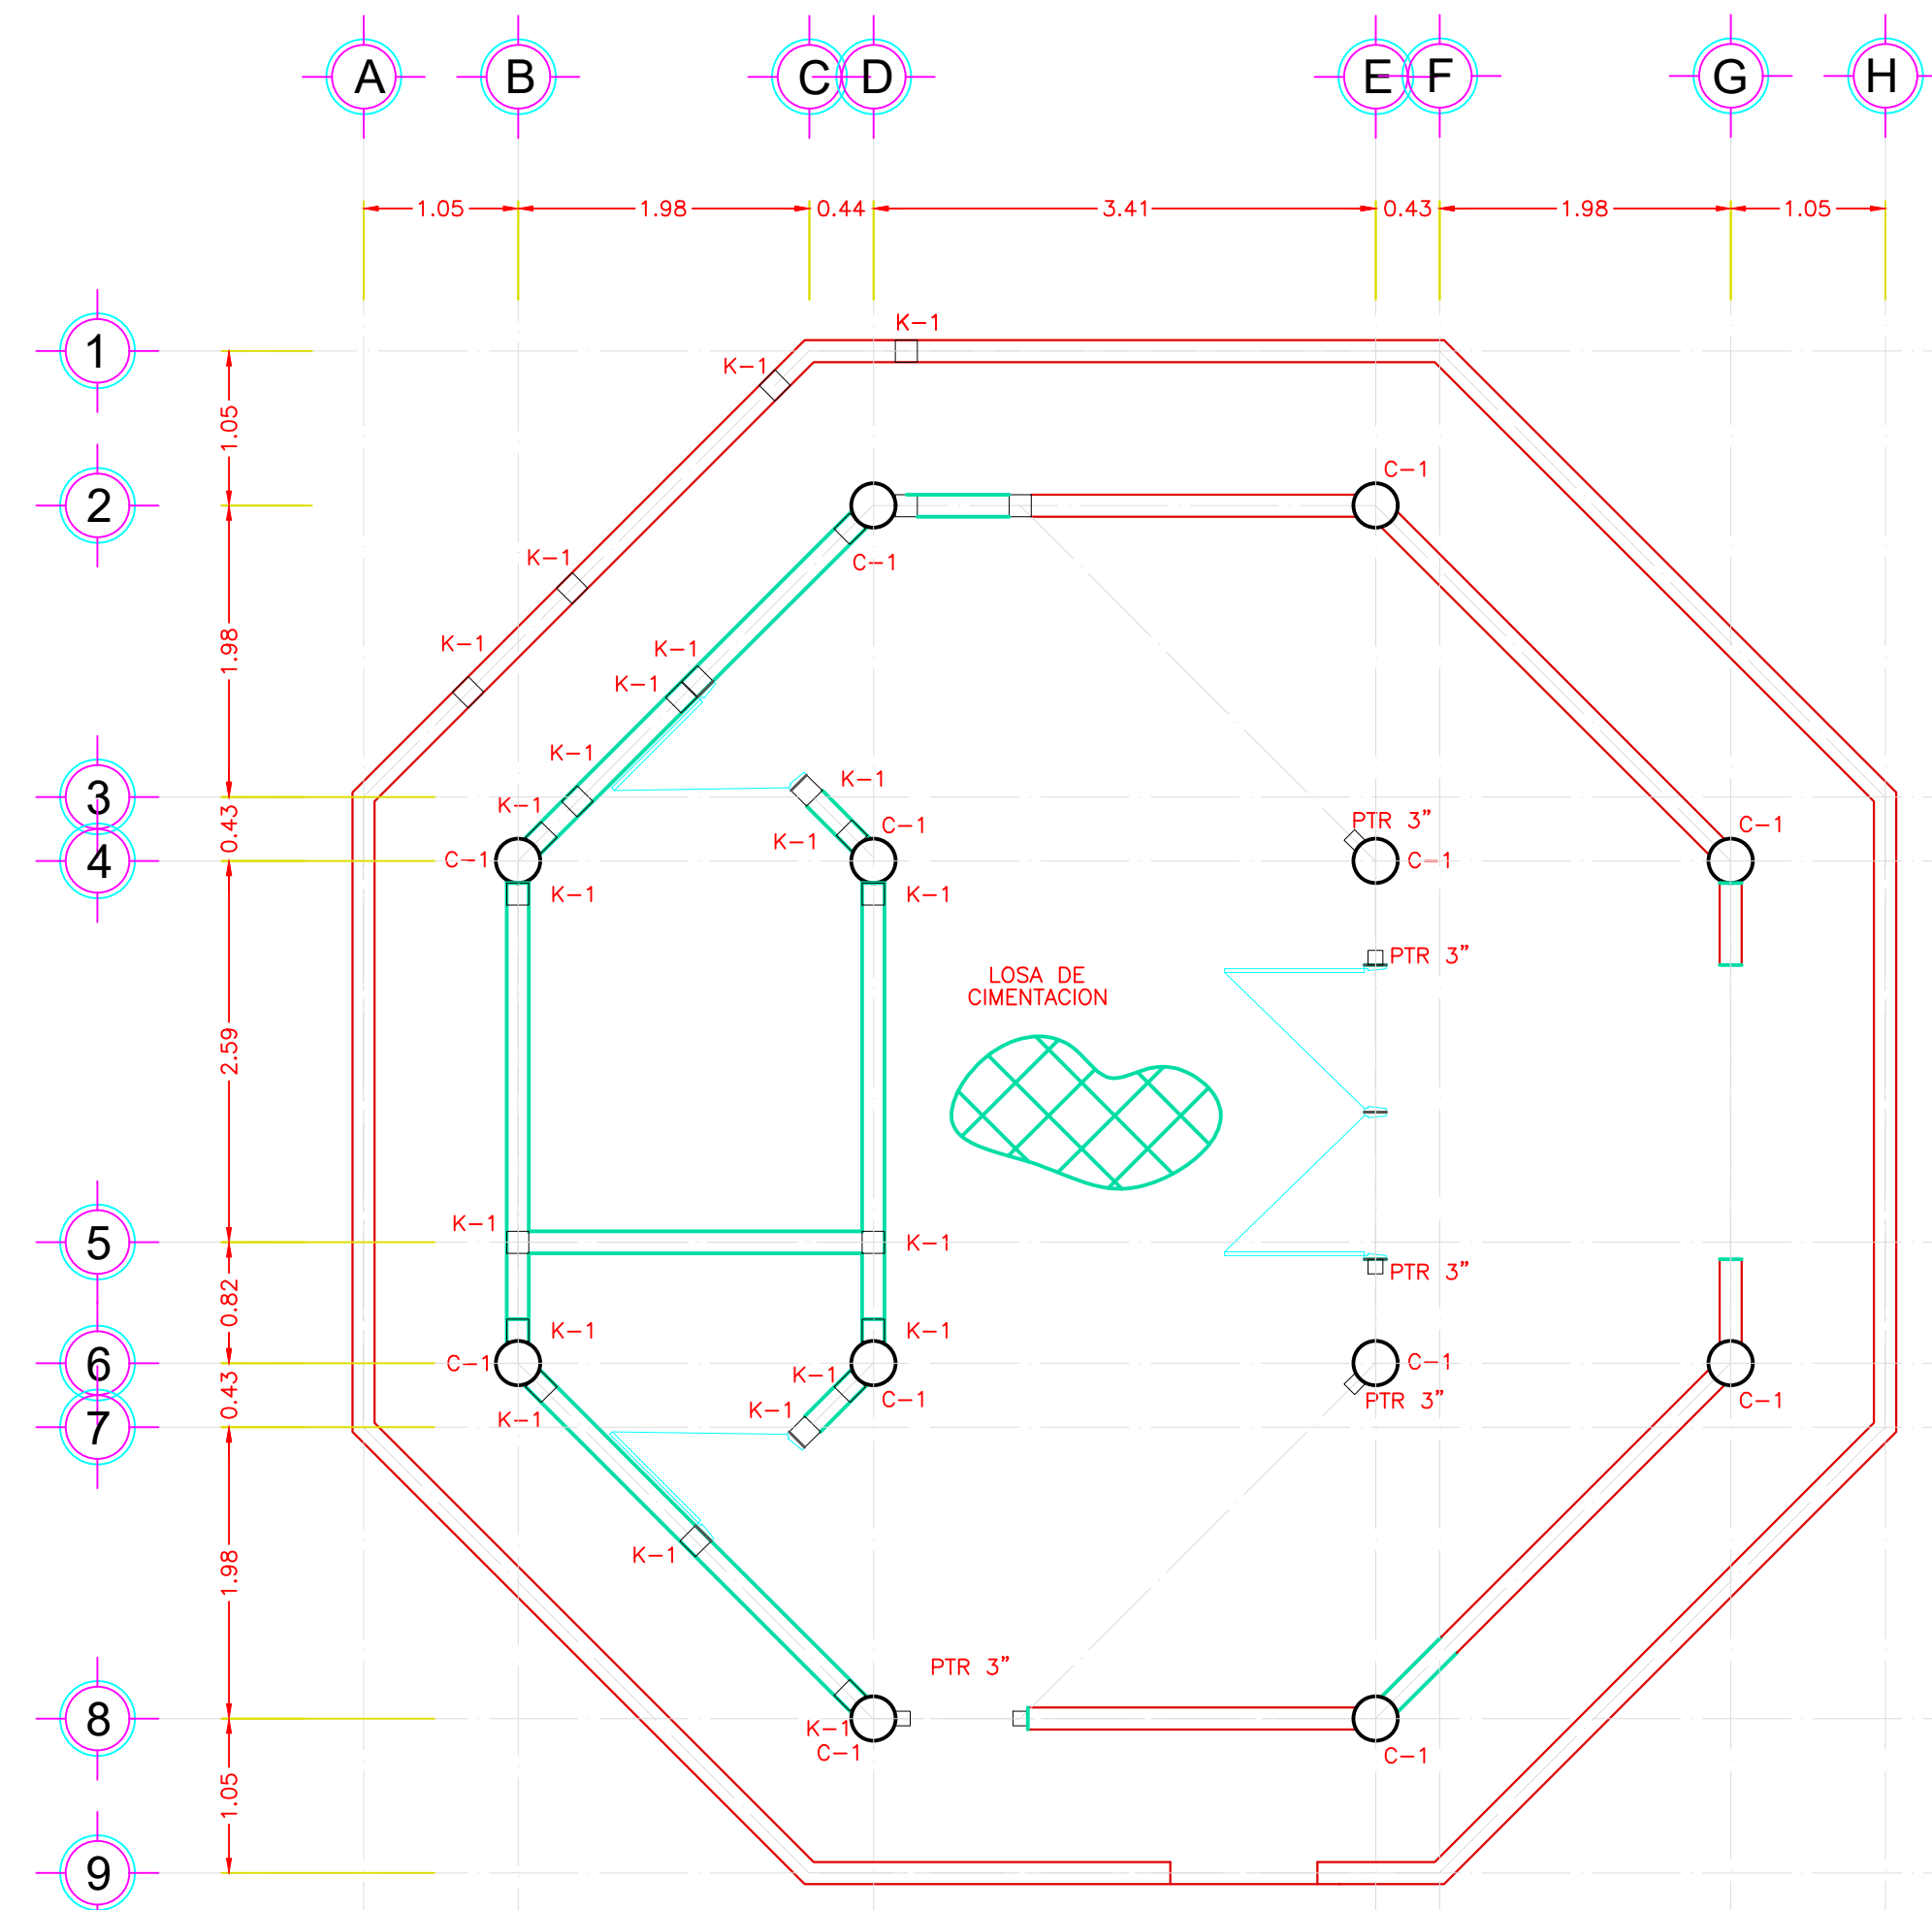 A B C D E F G H
1.05 1.98 0.44 3.41 0.43 1.98 1.05
K-1
1
K-1
1.05
C-1
2
C-1
K-1
1.98
K-1
K-1
K-1
K-1
K-1
3
K-1
K-1
0.43
PTR 3”
C-1
C-1
K-1
4
C-1
C-1
K-1
K-1
PTR 3”
LOSA DE
CIMENTACION
2.59
K-1
5
K-1
PTR 3”
0.82
K-1
K-1
6
C-1
C-1
K-1
0.43
C-1
PTR 3”
C-1
K-1
K-1
7
K-1
1.98
PTR 3”
8
K-1
C-1
C-1
1.05
9